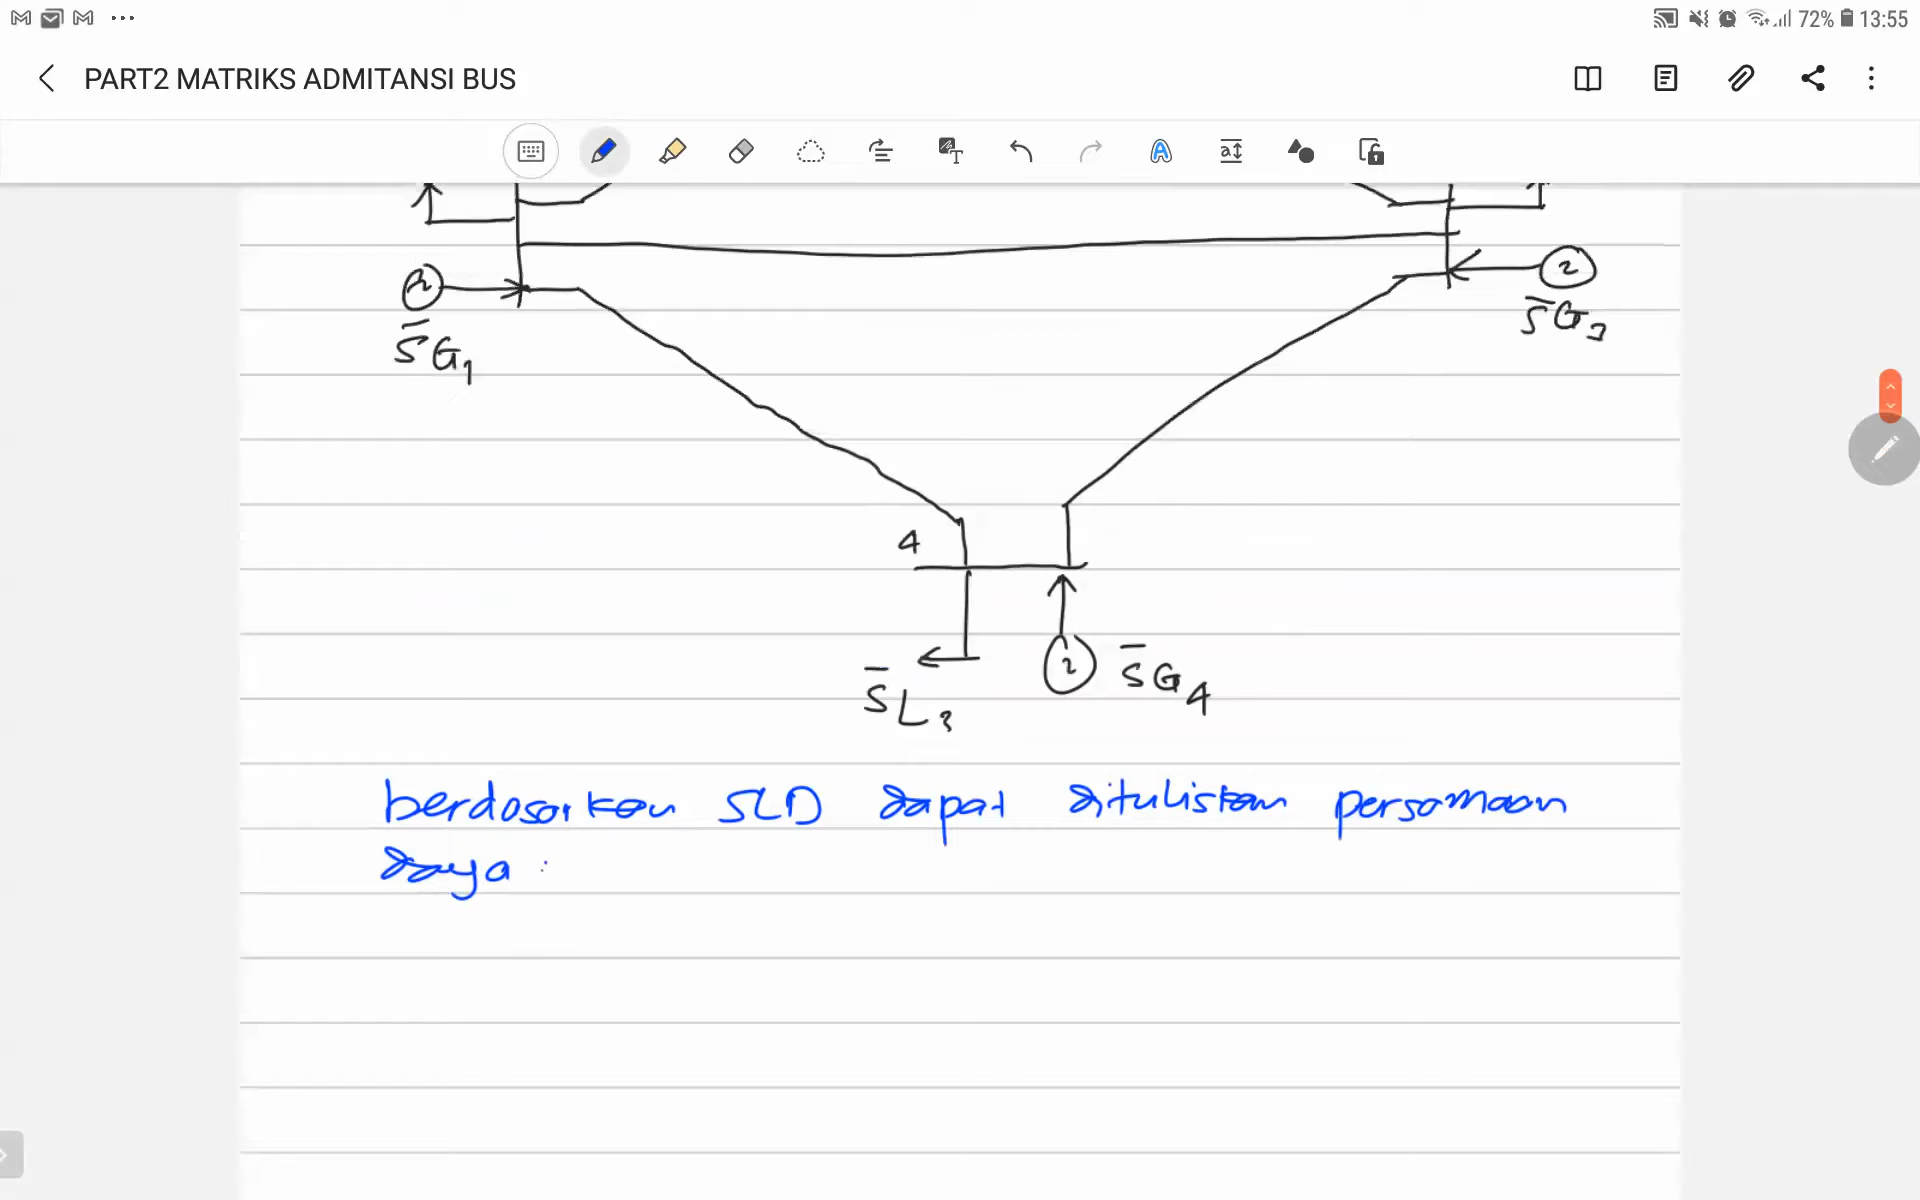 72% 13:55
PART2 MATRIKS ADMITANSI BUS
S̅G₁
S̅G₃
4
S̅L₃
S̅G₄
berdasarkan SLD dapat dituliskan persamaan
daya :